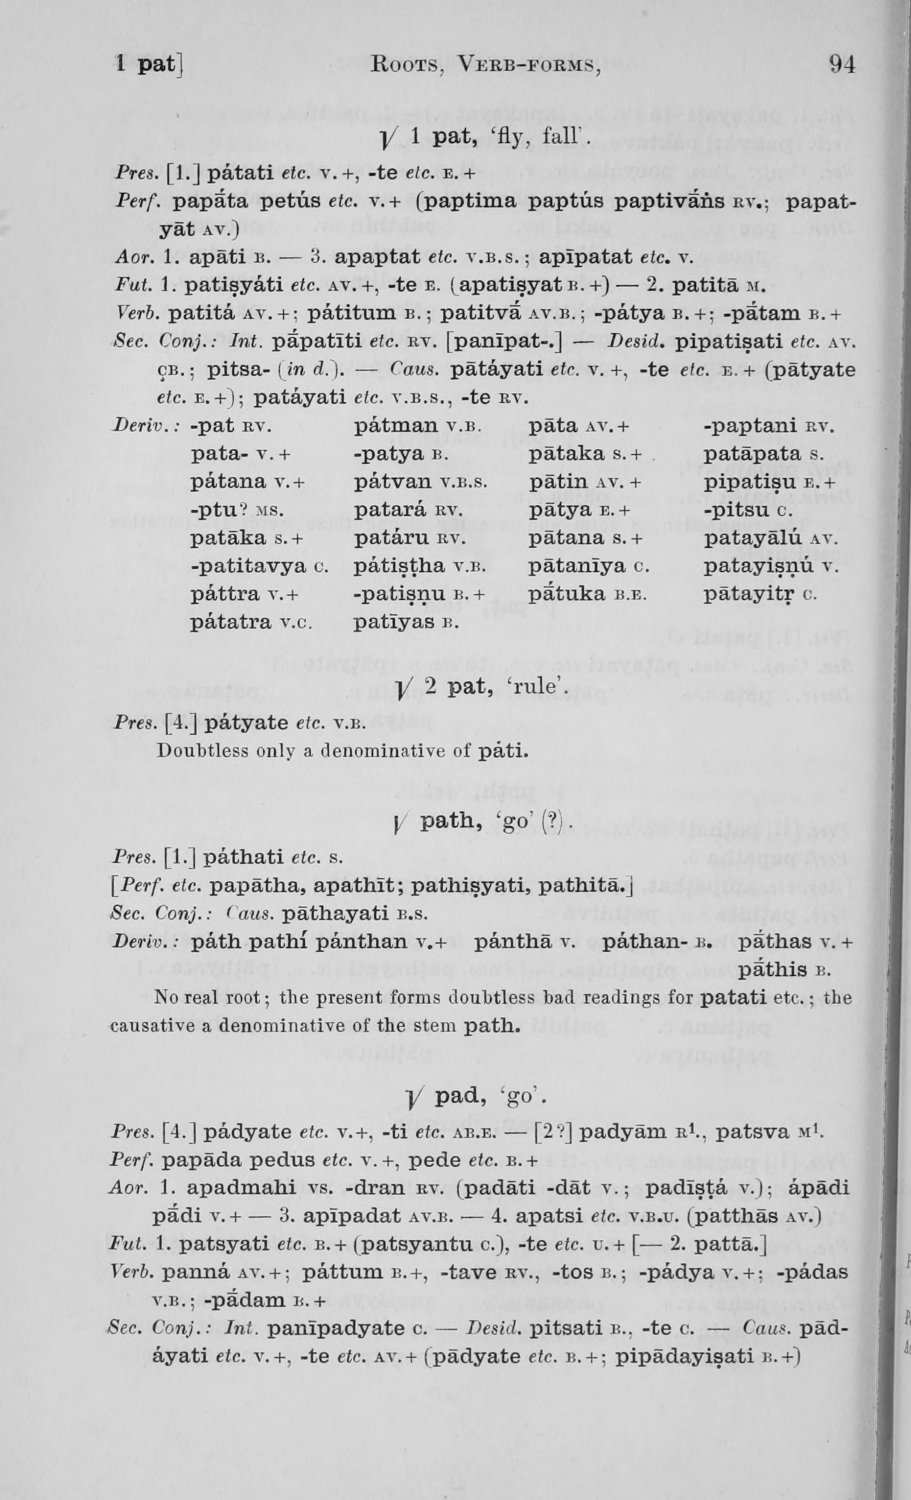 1 pat] ROOTS, VERB-FORMS, 94
√ 1 pat, ‘fly, fall’.
Pres. [1.] pátati etc. V.+, -te etc. E.+
Perf. papā́ta petús etc. V.+ (paptima paptús paptivā́ṅs RV.; papat-
yāt AV.)
Aor. 1. apāti B. — 3. apaptat etc. V.B.S.; apīpatat etc. V.
Fut. 1. patiṣyáti etc. AV.+, -te E. (apatiṣyat B.+) — 2. patitā M.
Verb. patitá AV.+; pátitum B.; patitvā́ AV.B.; -pátya B.+; -pā́tam B.+
Sec. Conj.: Int. pā́patīti etc. RV. [panīpat-.] — Desid. pipatiṣati etc. AV.
ÇB.; pitsa- (in d.). — Caus. pātáyati etc. V.+, -te etc. E.+ (pātyate
etc. E.+); patáyati etc. V.B.S., -te RV.
Deriv.: -pat RV. pátman V.B. pāta AV.+ -paptani RV.
pata- V.+ -patya B. pātaka S.+ patāpata S.
pátana V.+ pátvan V.B.S. pātin AV.+ pipatiṣu E.+
-ptu? MS. patará RV. pātya E.+ -pitsu C.
patāka S.+ patáru RV. pātana S.+ patayālú AV.
-patitavya C. pátiṣṭha V.B. pātanīya C. patayiṣṇú V.
páttra V.+ -patiṣṇu B.+ pā́tuka B.E. pātayitṛ C.
pátatra V.C. patīyas B.
√ 2 pat, ‘rule’.
Pres. [4.] pátyate etc. V.B.
Doubtless only a denominative of páti.
√ path, ‘go’ (?).
Pres. [1.] páthati etc. S.
[Perf. etc. papātha, apathīt; pathiṣyati, pathitā.]
Sec. Conj.: Caus. pāthayati B.S.
Deriv.: páth pathí pánthan V.+ pánthā V. páthan- B. pā́thas V.+
pā́this B.
No real root; the present forms doubtless bad readings for patati etc.; the
causative a denominative of the stem path.
√ pad, ‘go’.
Pres. [4.] pádyate etc. V.+, -ti etc. AB.E. — [2?] padyām R¹., patsva M¹.
Perf. papāda pedus etc. V.+, pede etc. B.+
Aor. 1. apadmahi VS. -dran RV. (padāti -dāt V.; padīṣṭá V.); ápādi
pā́di V.+ — 3. apīpadat AV.B. — 4. apatsi etc. V.B.U. (patthās AV.)
Fut. 1. patsyati etc. B.+ (patsyantu C.), -te etc. U.+ [— 2. pattā.]
Verb. panná AV.+; páttum B.+, -tave RV., -tos B.; -pádya V.+; -pádas
V.B.; -pā́dam B.+
Sec. Conj.: Int. panīpadyate C. — Desid. pitsati B., -te C. — Caus. pād-
áyati etc. V.+, -te etc. AV.+ (pādyate etc. B.+; pipādayiṣati B.+)